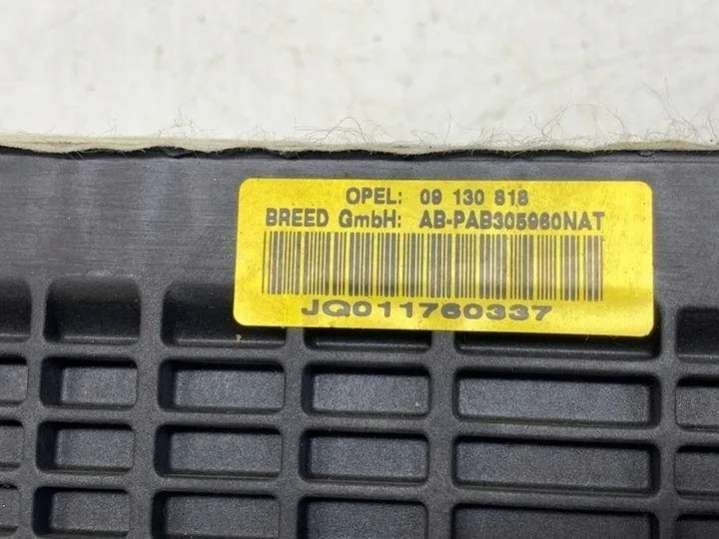 OPEL: 09 130 818
BREED GmbH: AB-PAB305960NAT
JQ011760337